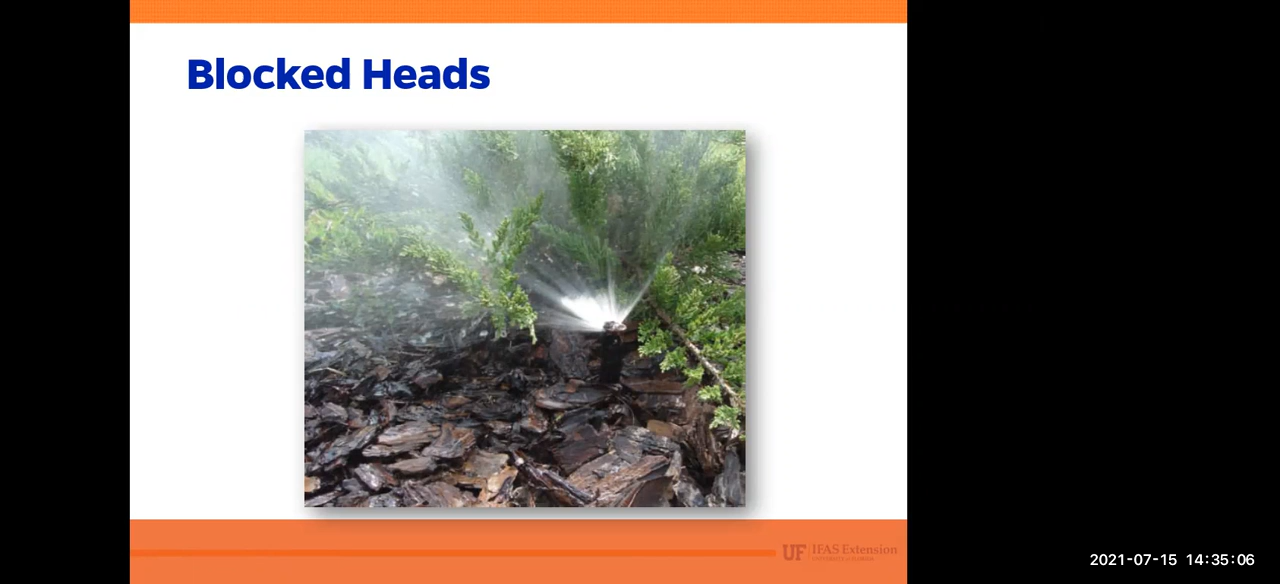 Blocked Heads
UF IFAS Extension
UNIVERSITY of FLORIDA
2021-07-15 14:35:06